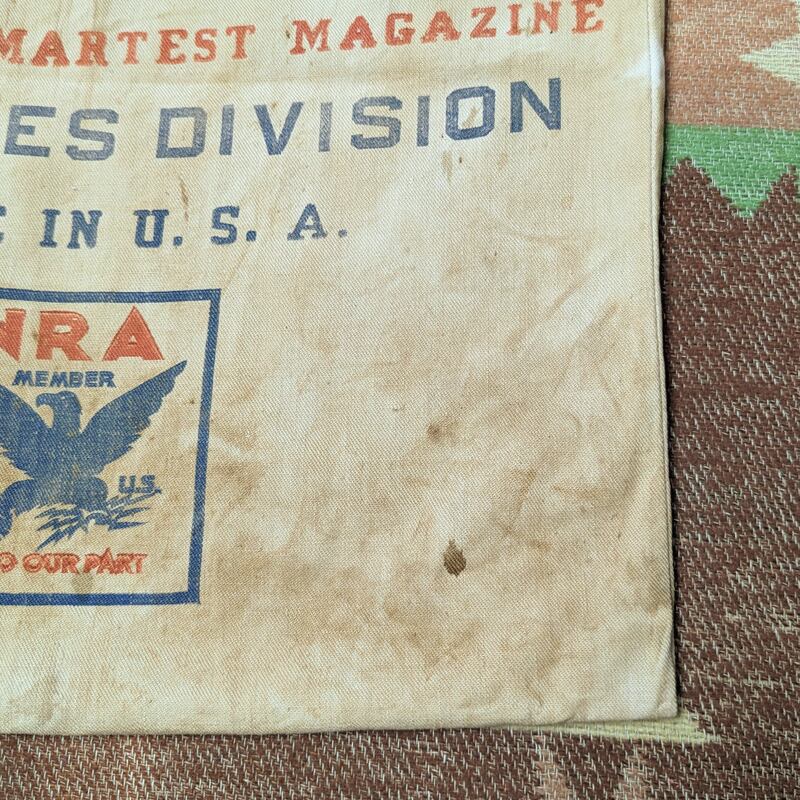 MARTEST MAGAZINE
ES DIVISION
IN U. S. A.
NRA
MEMBER
U.S.
OUR PART